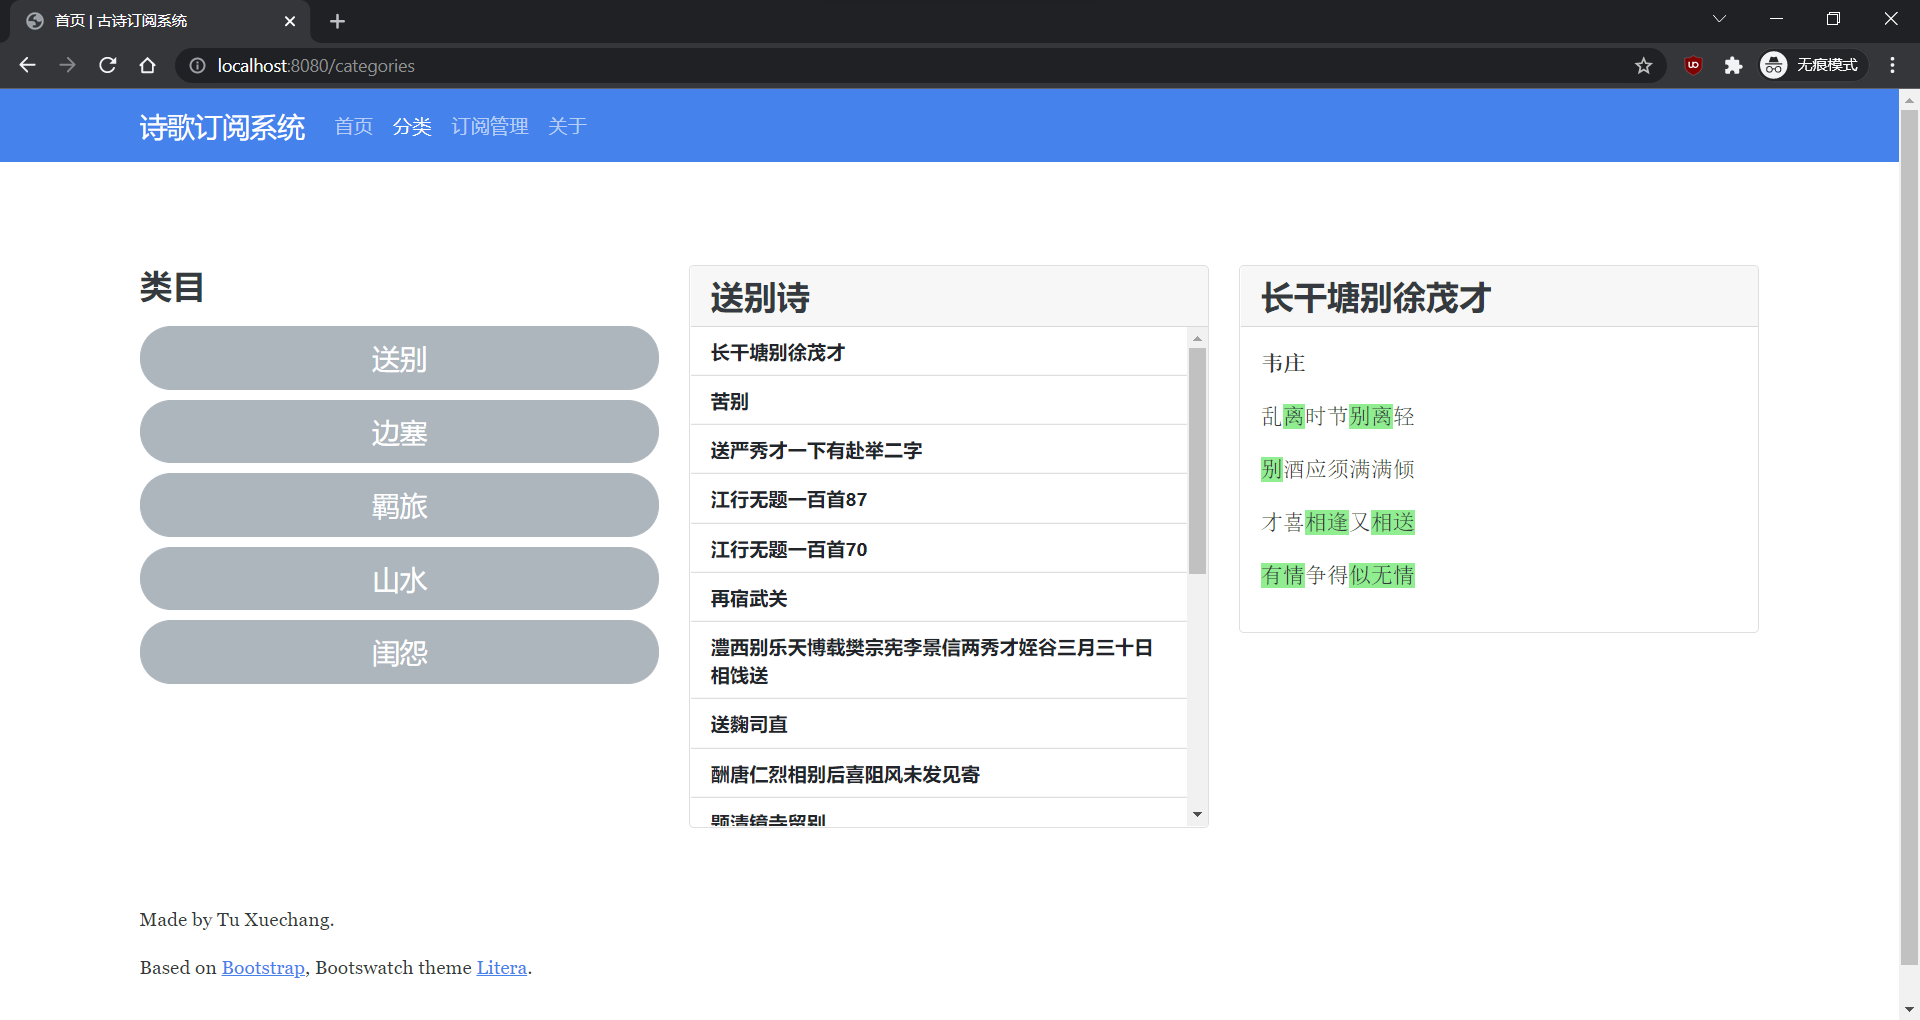 首页 | 古诗订阅系统
localhost:8080/categories
无痕模式
诗歌订阅系统 首页 分类 订阅管理 关于
类目
送别
边塞
羁旅
山水
闺怨
送别诗
长干塘别徐茂才
苦别
送严秀才一下有赴举二字
江行无题一百首87
江行无题一百首70
再宿武关
澧西别乐天博载樊宗宪李景信两秀才姪谷三月三十日
相饯送
送麴司直
酬唐仁烈相别后喜阻风未发见寄
题清镜寺留别
长干塘别徐茂才
韦庄
乱离时节别离轻
别酒应须满满倾
才喜相逢又相送
有情争得似无情
Made by Tu Xuechang.
Based on Bootstrap, Bootswatch theme Litera.